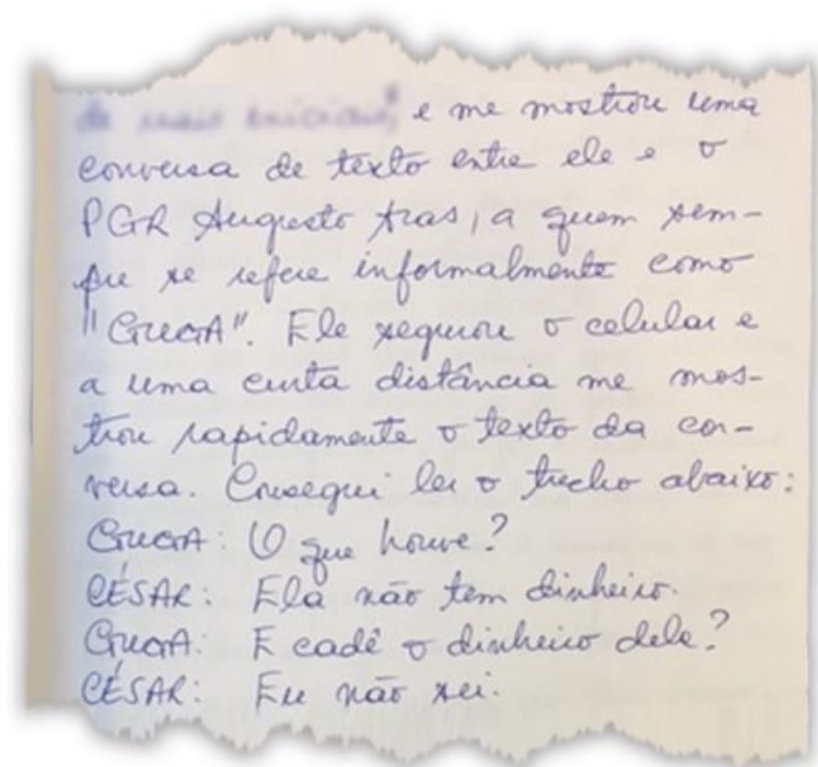 e me mostrou uma
conversa de texto entre ele e o
PGR Augusto Aras, a quem sem-
pre se refere informalmente como
"GUGA". Ele segurou o celular e
a uma curta distância me mos-
trou rapidamente o texto da con-
versa. Consegui ler o trecho abaixo:
GUGA: O que houve?
CÉSAR: Ela não tem dinheiro.
GUGA: E cadê o dinheiro dele?
CÉSAR: Eu não sei.